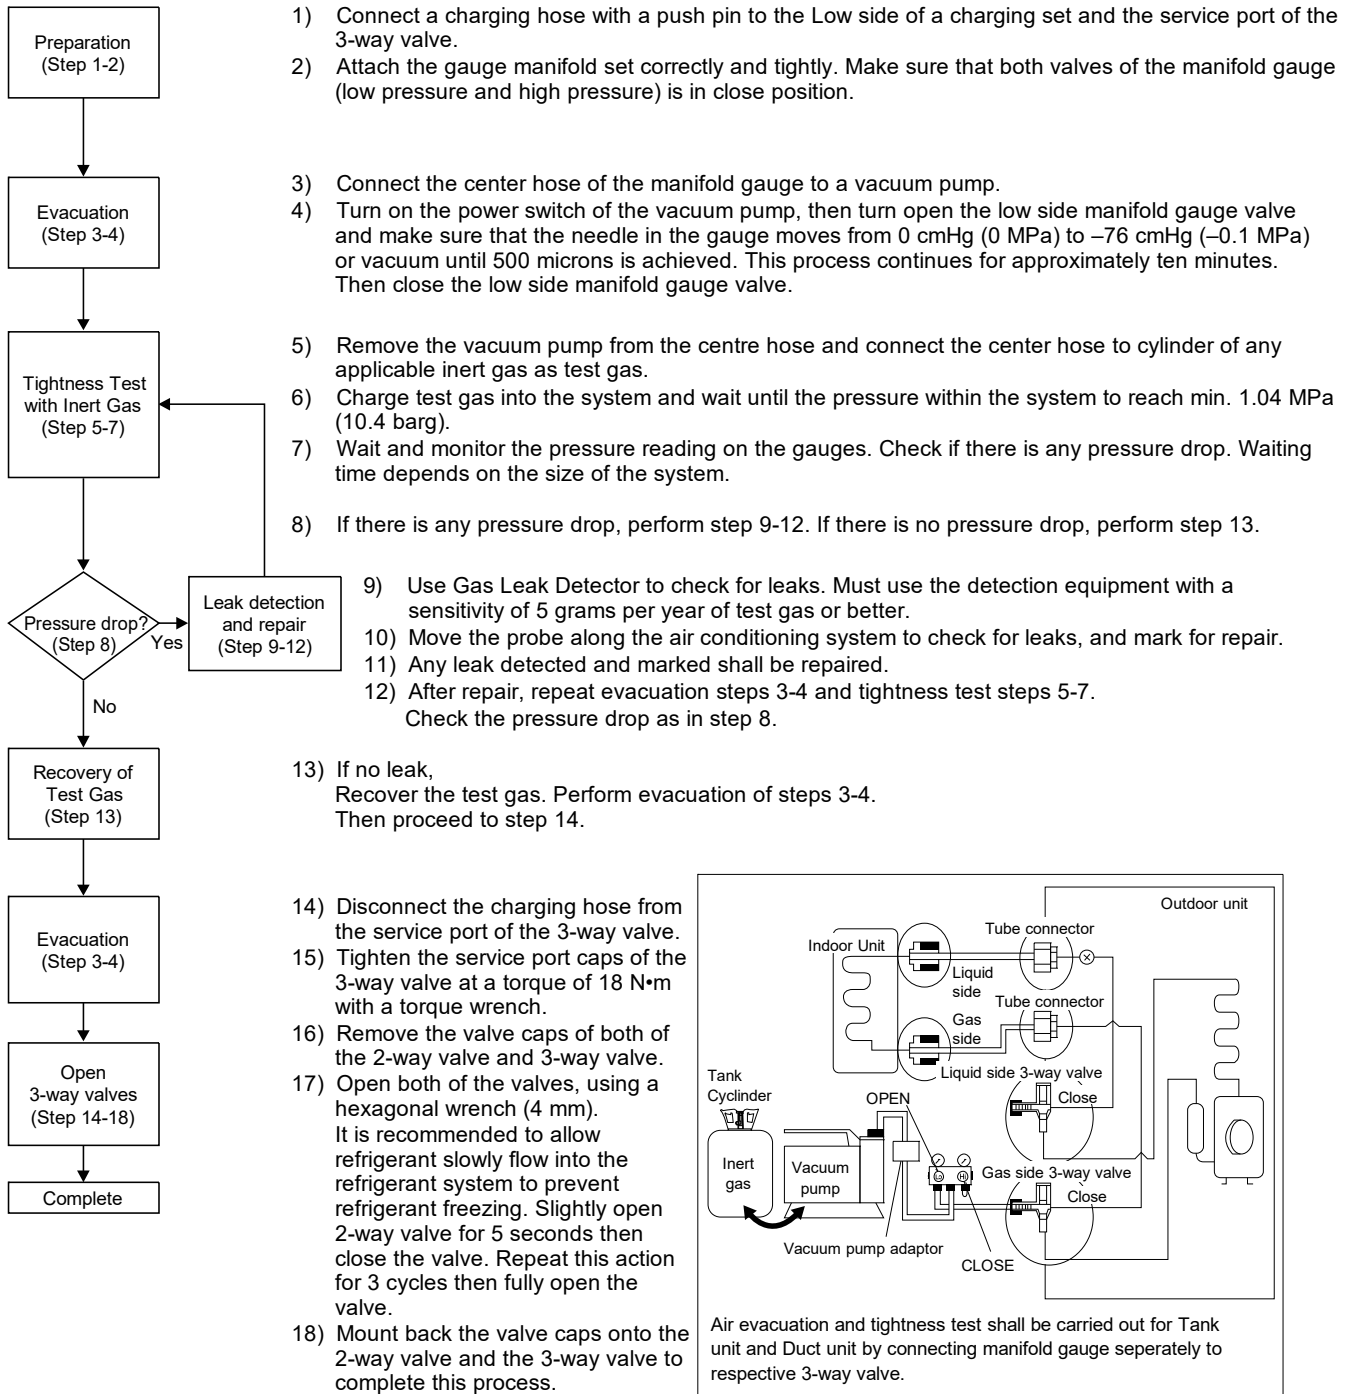 Preparation
(Step 1-2)
1) Connect a charging hose with a push pin to the Low side of a charging set and the service port of the
3-way valve.
2) Attach the gauge manifold set correctly and tightly. Make sure that both valves of the manifold gauge
(low pressure and high pressure) is in close position.
Evacuation
(Step 3-4)
3) Connect the center hose of the manifold gauge to a vacuum pump.
4) Turn on the power switch of the vacuum pump, then turn open the low side manifold gauge valve
and make sure that the needle in the gauge moves from 0 cmHg (0 MPa) to –76 cmHg (–0.1 MPa)
or vacuum until 500 microns is achieved. This process continues for approximately ten minutes.
Then close the low side manifold gauge valve.
Tightness Test
with Inert Gas
(Step 5-7)
5) Remove the vacuum pump from the centre hose and connect the center hose to cylinder of any
applicable inert gas as test gas.
6) Charge test gas into the system and wait until the pressure within the system to reach min. 1.04 MPa
(10.4 barg).
7) Wait and monitor the pressure reading on the gauges. Check if there is any pressure drop. Waiting
time depends on the size of the system.
8) If there is any pressure drop, perform step 9-12. If there is no pressure drop, perform step 13.
Pressure drop?
(Step 8)
Yes
No
Leak detection
and repair
(Step 9-12)
9) Use Gas Leak Detector to check for leaks. Must use the detection equipment with a
sensitivity of 5 grams per year of test gas or better.
10) Move the probe along the air conditioning system to check for leaks, and mark for repair.
11) Any leak detected and marked shall be repaired.
12) After repair, repeat evacuation steps 3-4 and tightness test steps 5-7.
Check the pressure drop as in step 8.
Recovery of
Test Gas
(Step 13)
13) If no leak,
Recover the test gas. Perform evacuation of steps 3-4.
Then proceed to step 14.
Evacuation
(Step 3-4)
Open
3-way valves
(Step 14-18)
Complete
14) Disconnect the charging hose from
the service port of the 3-way valve.
15) Tighten the service port caps of the
3-way valve at a torque of 18 N•m
with a torque wrench.
16) Remove the valve caps of both of
the 2-way valve and 3-way valve.
17) Open both of the valves, using a
hexagonal wrench (4 mm).
It is recommended to allow
refrigerant slowly flow into the
refrigerant system to prevent
refrigerant freezing. Slightly open
2-way valve for 5 seconds then
close the valve. Repeat this action
for 3 cycles then fully open the
valve.
18) Mount back the valve caps onto the
2-way valve and the 3-way valve to
complete this process.
Outdoor unit
Tube connector
Indoor Unit
Liquid
side
Tube connector
Gas
side
Liquid side 3-way valve
Close
Tank
Cyclinder
OPEN
Inert
gas
Vacuum
pump
Lo
Hi
Gas side 3-way valve
Close
Vacuum pump adaptor
CLOSE
Air evacuation and tightness test shall be carried out for Tank
unit and Duct unit by connecting manifold gauge seperately to
respective 3-way valve.